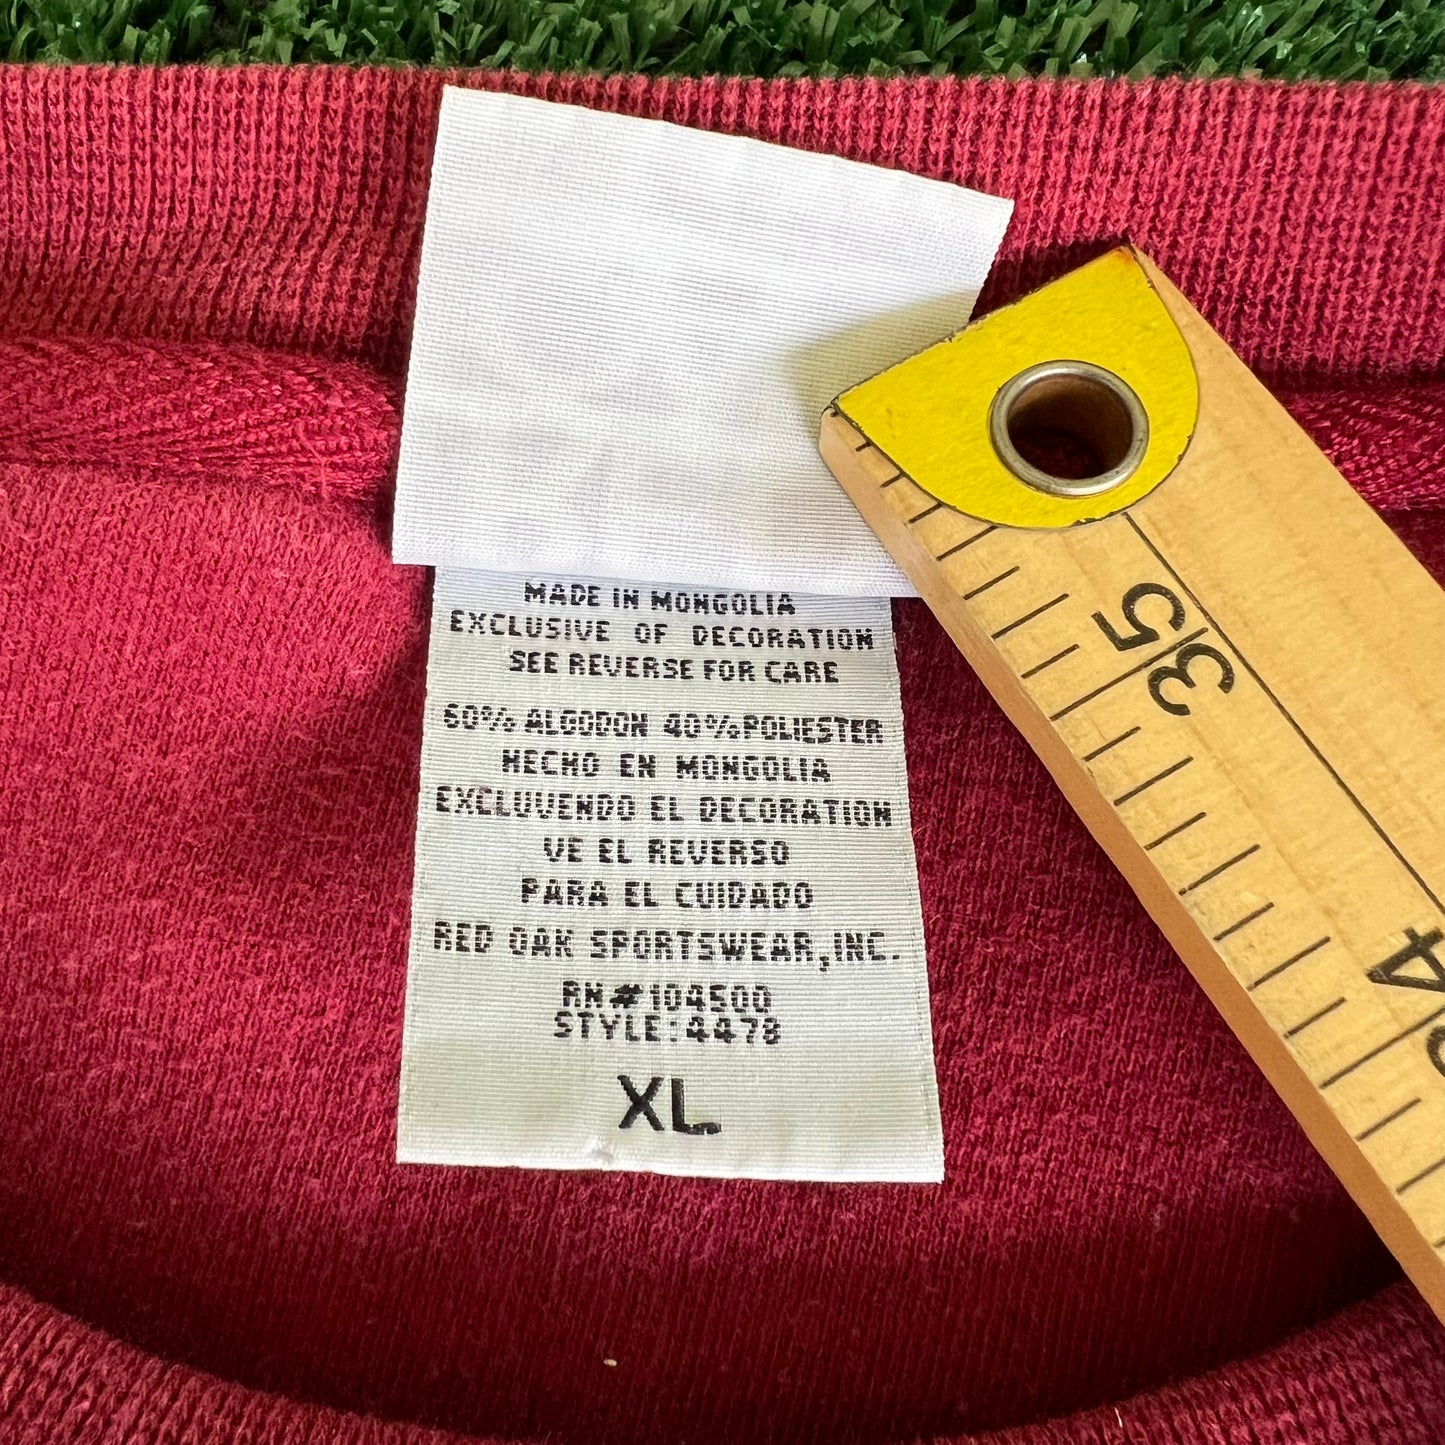 MADE IN MONGOLIA
EXCLUSIVE OF DECORATION
SEE REVERSE FOR CARE
60% ALGODON 40% POLIESTER
HECHO EN MONGOLIA
EXCLUYENDO EL DECORATION
VE EL REVERSO
PARA EL CUIDADO
RED OAK SPORTSWEAR, INC.
RN#104500
STYLE:4478
XL
35
34